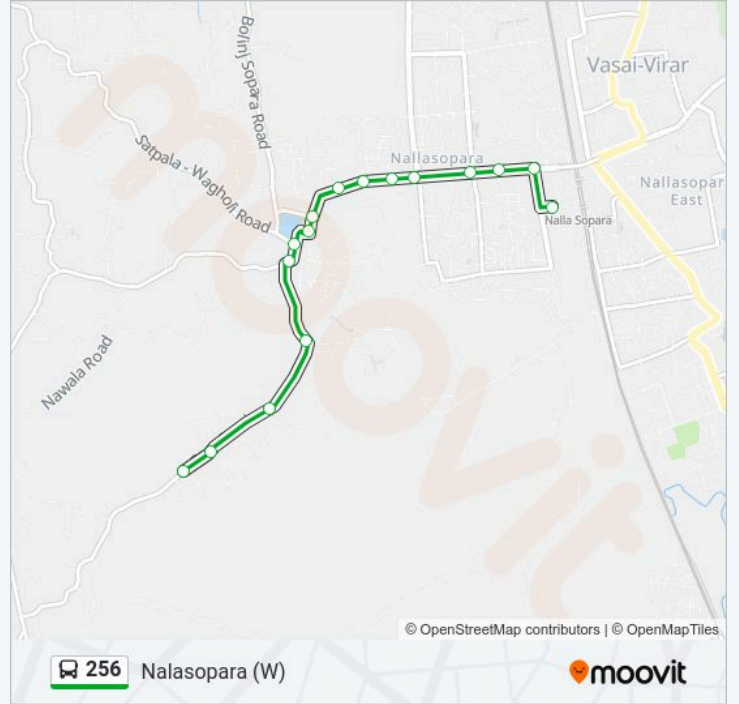 Bolinj Sopara Road
Vasai-Virar
Satpala - Wagholi Road
Nallasopara
Nallasopar
East
Nalla Sopara
Nawala Road
moovit
© OpenStreetMap contributors | © OpenMapTiles
256 Nalasopara (W)
moovit